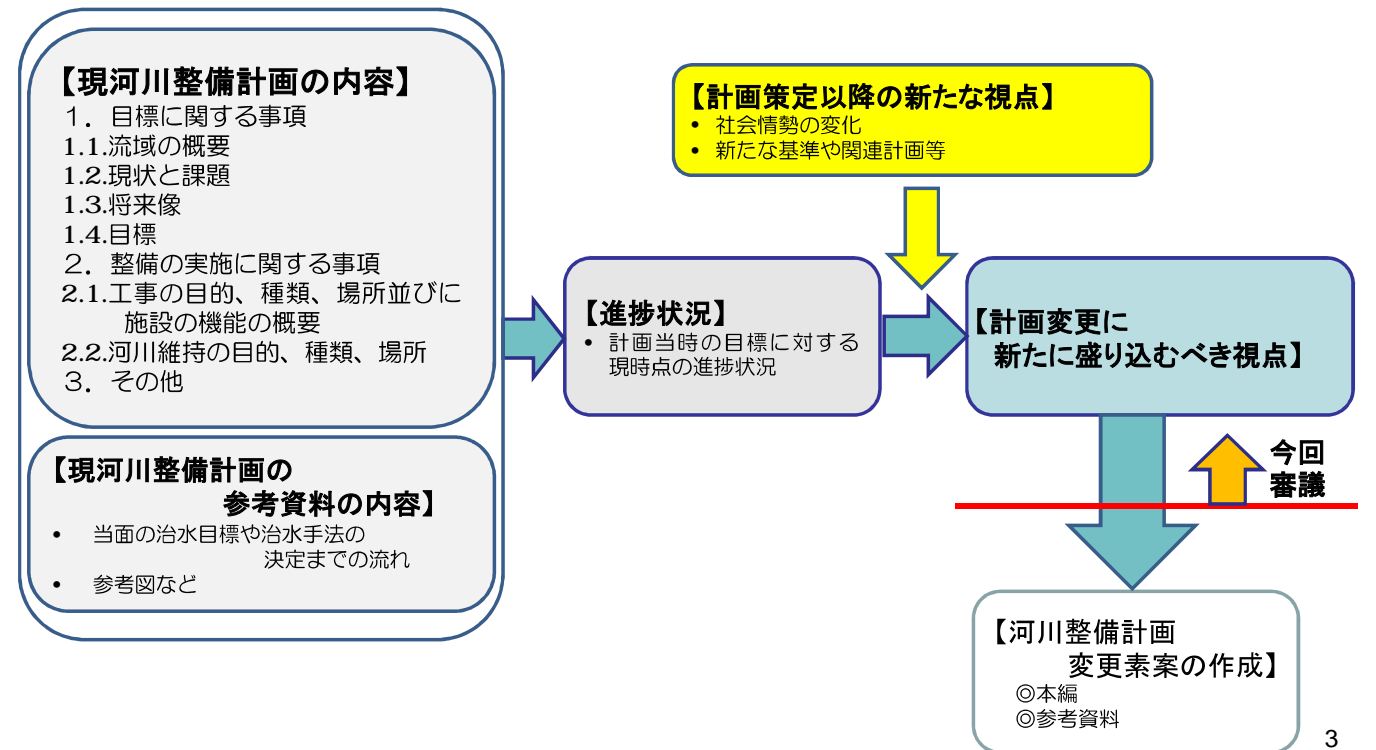 【現河川整備計画の内容】
１．目標に関する事項
1.1.流域の概要
1.2.現状と課題
1.3.将来像
1.4.目標
２．整備の実施に関する事項
2.1.工事の目的、種類、場所並びに
施設の機能の概要
2.2.河川維持の目的、種類、場所
３．その他
【現河川整備計画の
参考資料の内容】
• 当面の治水目標や治水手法の
決定までの流れ
• 参考図など
【進捗状況】
• 計画当時の目標に対する
現時点の進捗状況
【計画策定以降の新たな視点】
• 社会情勢の変化
• 新たな基準や関連計画等
【計画変更に
新たに盛り込むべき視点】
今回
審議
【河川整備計画
変更素案の作成】
◎本編
◎参考資料
3